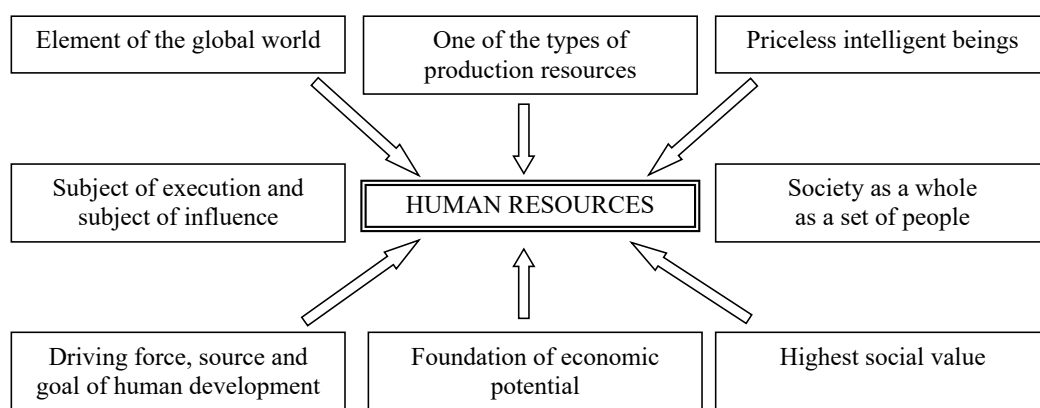 Element of the global world
One of the types of
production resources
Priceless intelligent beings
Subject of execution and
subject of influence
HUMAN RESOURCES
Society as a whole
as a set of people
Driving force, source and
goal of human development
Foundation of economic
potential
Highest social value